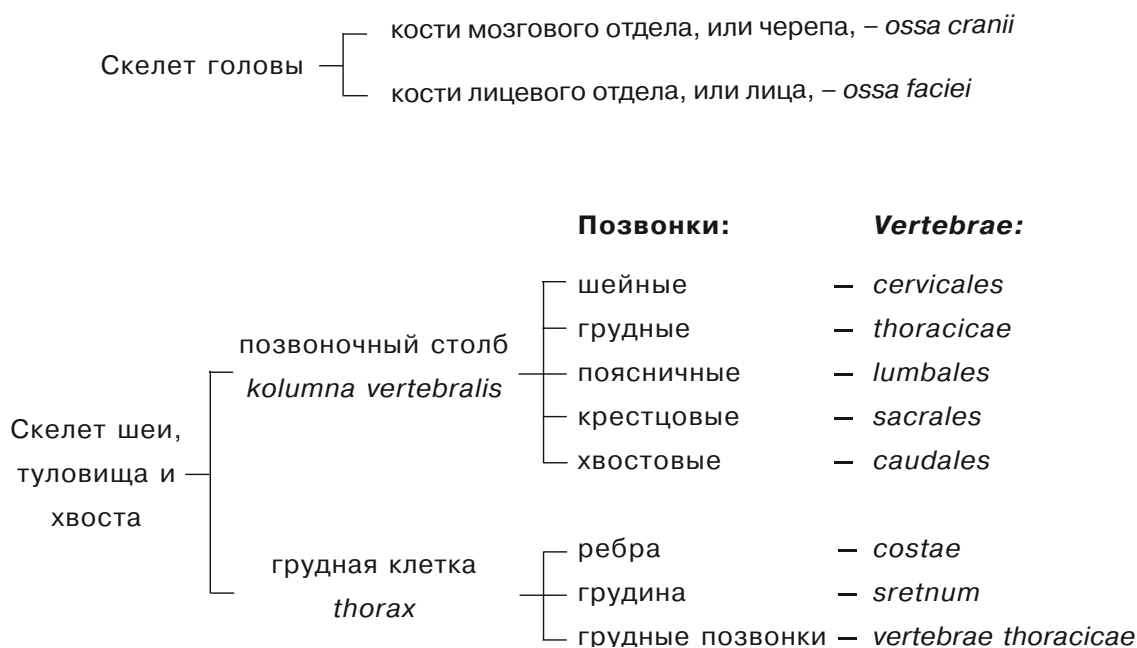 кости мозгового отдела, или черепа, – ossa cranii
Скелет головы
кости лицевого отдела, или лица, – ossa faciei
Позвонки: Vertebrae:
шейные – cervicales
грудные – thoracicae
позвоночный столб
kolumna vertebralis
поясничные – lumbales
крестцовые – sacrales
хвостовые – caudales
Скелет шеи,
туловища и
хвоста
грудная клетка
thorax
ребра – costae
грудина – sretnum
грудные позвонки – vertebrae thoracicae